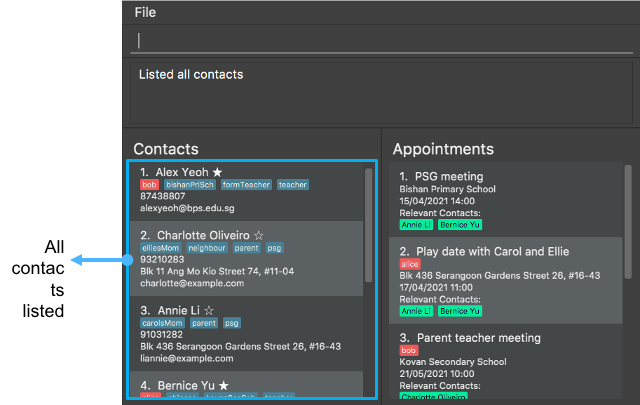 File
Listed all contacts
Contacts
1. Alex Yeoh ★
bob bishanPriSch formTeacher teacher
87438807
alexyeoh@bps.edu.sg
2. Charlotte Oliveiro ☆
elliesMom neighbour parent psg
93210283
Blk 11 Ang Mo Kio Street 74, #11-04
charlotte@example.com
3. Annie Li ☆
carolsMom parent psg
91031282
Blk 436 Serangoon Gardens Street 26, #16-43
liannie@example.com
4. Bernice Yu ★
alice
teacher
Appointments
1. PSG meeting
Bishan Primary School
15/04/2021 14:00
Relevant Contacts:
Annie Li Bernice Yu
2. Play date with Carol and Ellie
alice
Blk 436 Serangoon Gardens Street 26, #16-43
17/04/2021 11:00
Relevant Contacts:
Annie Li Bernice Yu
3. Parent teacher meeting
bob
Kovan Secondary School
21/05/2021 10:00
Relevant Contacts:
Charlotte Oliveiro
All
contac
ts
listed